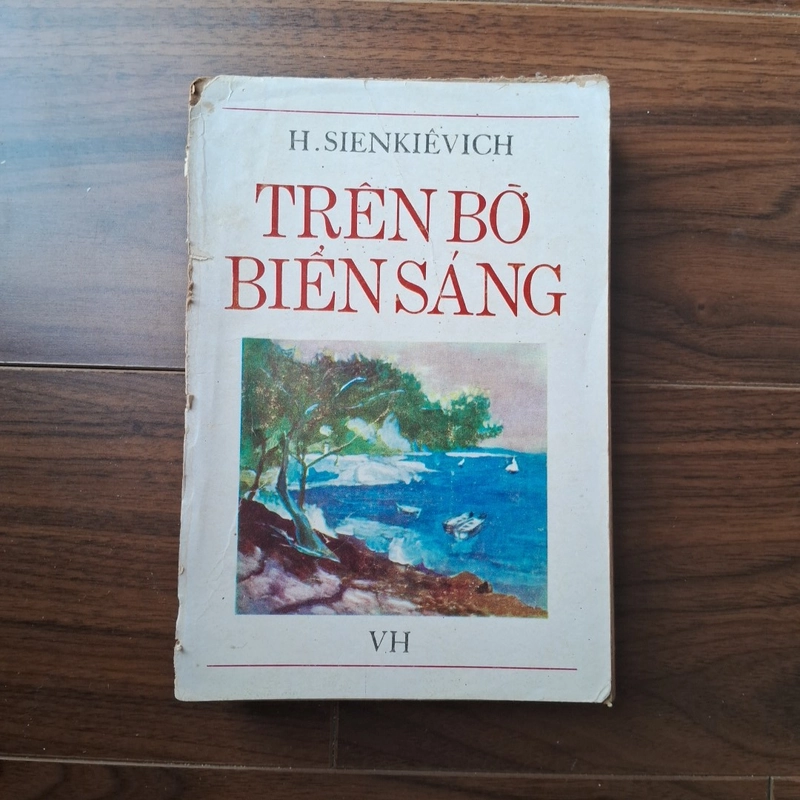 H. SIENKIÊVICH
TRÊN BỜ
BIỂN SÁNG
VH